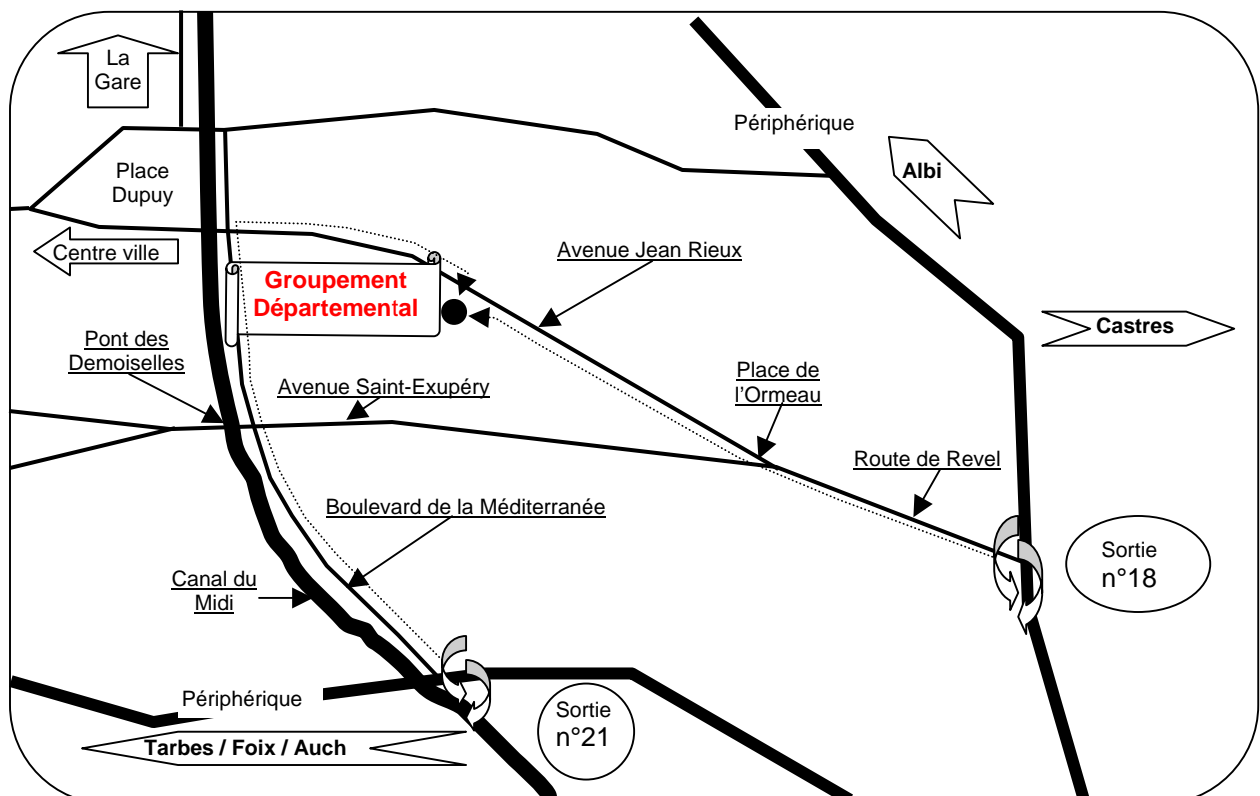 La
Gare
Périphérique
Albi
Place
Dupuy
Centre ville
Avenue Jean Rieux
Groupement
Départemental
Castres
Pont des
Demoiselles
Avenue Saint-Exupéry
Place de
l’Ormeau
Route de Revel
Boulevard de la Méditerranée
Sortie
n°18
Canal du
Midi
Périphérique
Sortie
n°21
Tarbes / Foix / Auch